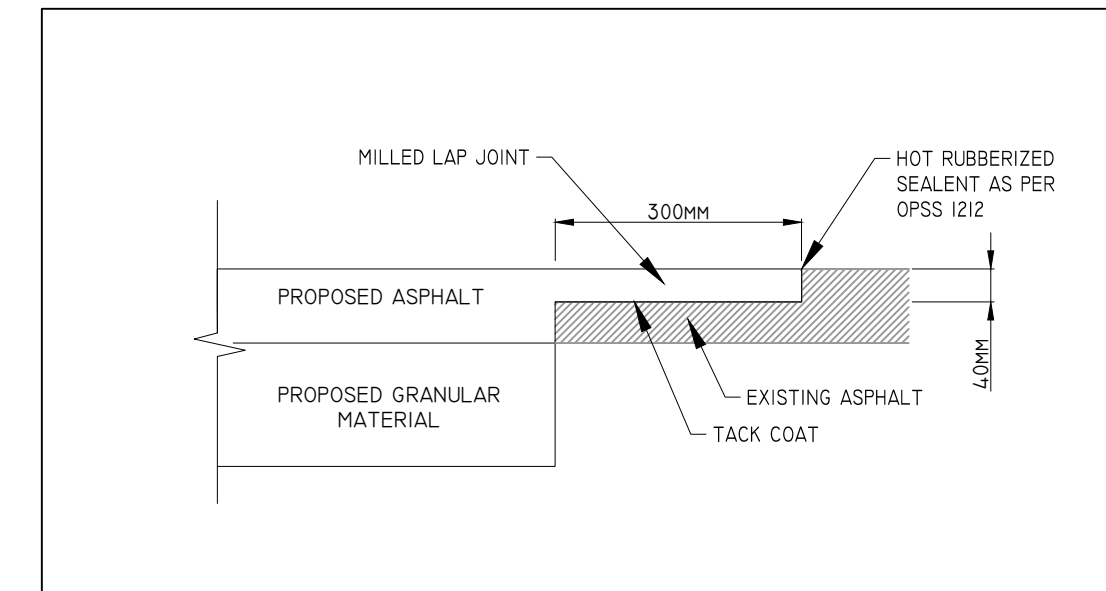 MILLED LAP JOINT
HOT RUBBERIZED
SEALENT AS PER
OPSS 1212
300MM
PROPOSED ASPHALT
40MM
PROPOSED GRANULAR
MATERIAL
EXISTING ASPHALT
TACK COAT